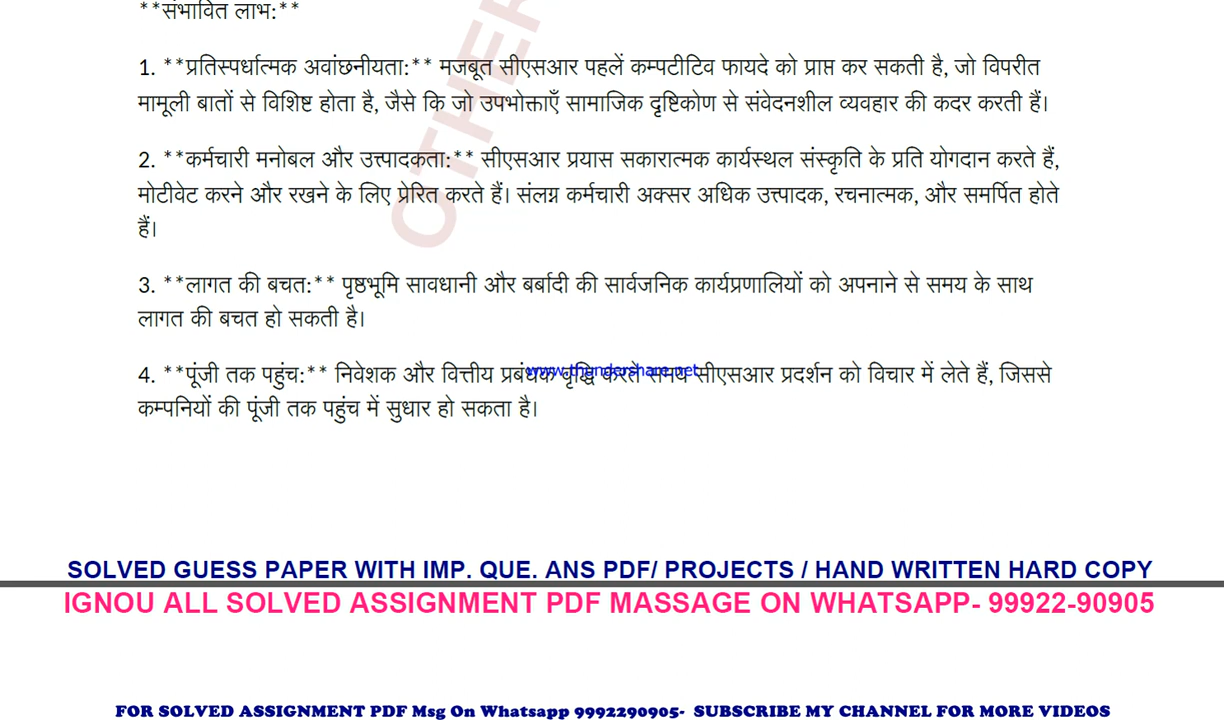 **संभावित लाभ:**
1. **प्रतिस्पर्धात्मक अवांछनीयता:** मजबूत सीएसआर पहलें कम्पटीटिव फायदे को प्राप्त कर सकती है, जो विपरीत
मामूली बातों से विशिष्ट होता है, जैसे कि जो उपभोक्ताएँ सामाजिक दृष्टिकोण से संवेदनशील व्यवहार की कदर करती हैं।
2. **कर्मचारी मनोबल और उत्पादकता:** सीएसआर प्रयास सकारात्मक कार्यस्थल संस्कृति के प्रति योगदान करते हैं,
मोटीवेट करने और रखने के लिए प्रेरित करते हैं। संलग्न कर्मचारी अक्सर अधिक उत्पादक, रचनात्मक, और समर्पित होते
हैं।
3. **लागत की बचत:** पृष्ठभूमि सावधानी और बर्बादी की सार्वजनिक कार्यप्रणालियों को अपनाने से समय के साथ
लागत की बचत हो सकती है।
4. **पूंजी तक पहुंच:** निवेशक और वित्तीय प्रबंधक वृद्धि करते समय सीएसआर प्रदर्शन को विचार में लेते हैं, जिससे
www.thundershare.net
कम्पनियों की पूंजी तक पहुंच में सुधार हो सकता है।
OTHER
SOLVED GUESS PAPER WITH IMP. QUE. ANS PDF/ PROJECTS / HAND WRITTEN HARD COPY
IGNOU ALL SOLVED ASSIGNMENT PDF MASSAGE ON WHATSAPP- 99922-90905
FOR SOLVED ASSIGNMENT PDF Msg On Whatsapp 9992290905- SUBSCRIBE MY CHANNEL FOR MORE VIDEOS